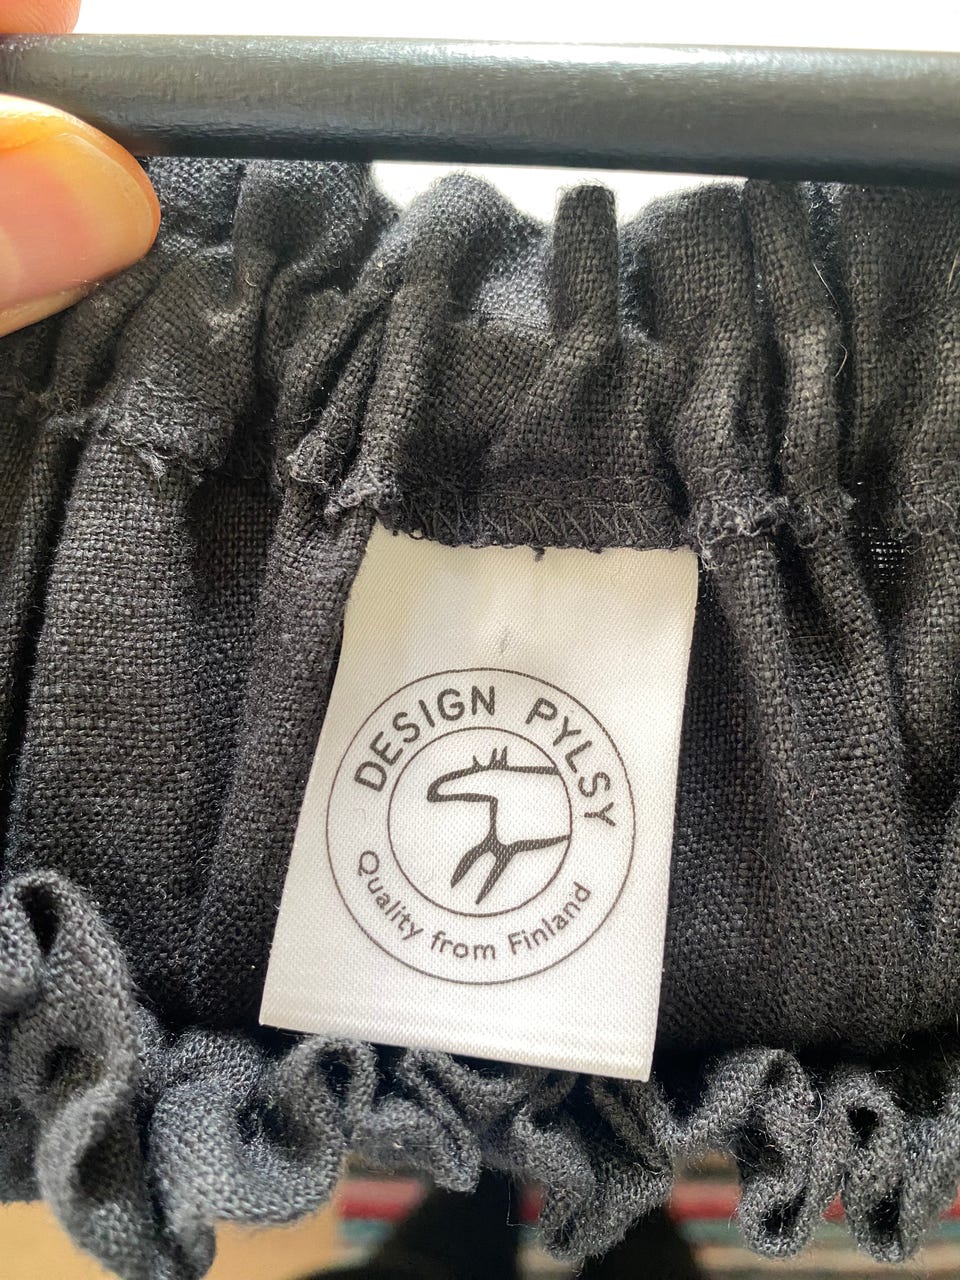 DESIGN PYLSY
Quality from Finland